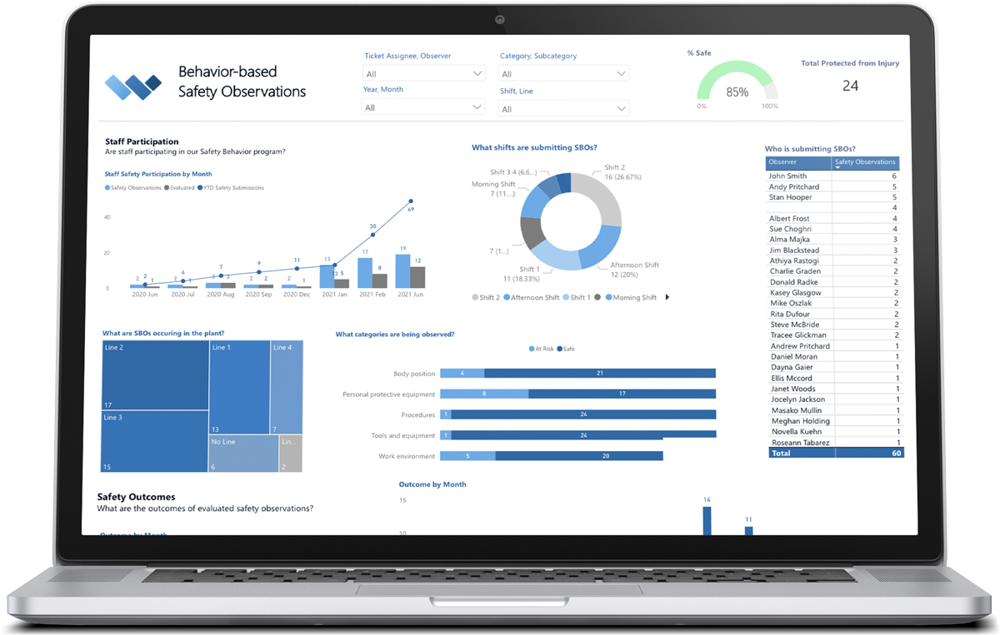 Behavior-based
Safety Observations
Ticket Assignee, Observer
All
Category, Subcategory
All
Year, Month
All
Shift, Line
All
% Safe
85%
0%
100%
Total Protected from Injury
24
Staff Participation
Are staff participating in our Safety Behavior program?
Staff Safety Participation by Month
Safety Observations Evaluated YTD Safety Submissions
40
20
0
2 2 1
2 4 1
7 3 3
9 2 2
11 2 1
13 13 5
30 17 8
49 19 12
2020 Jun 2020 Jul 2020 Aug 2020 Sep 2020 Dec 2021 Jan 2021 Feb 2021 Jun
What shifts are submitting SBOs?
Shift 3 4 (6.6...)
Shift 2
16 (26.67%)
Morning Shift
7 (11....)
7 (1...)
Shift 1
11 (18.33%)
Afternoon Shift
12 (20%)
Shift 2 Afternoon Shift Shift 1 Morning Shift
Who is submitting SBOs?
Observer Safety Observations
John Smith 6
Andy Pritchard 5
Stan Hooper 5
4
Albert Frost 4
Sue Choghri 4
Alma Majka 3
Jim Blackstead 3
Athiya Rastogi 2
Charlie Graden 2
Donald Radke 2
Kasey Glasgow 2
Mike Oszlak 2
Rita Dufour 2
Steve McBride 2
Tracee Glickman 2
Andrew Pritchard 1
Daniel Moran 1
Dayna Gaier 1
Ellis Mccord 1
Janet Woods 1
Jocelyn Jackson 1
Masako Mullin 1
Meghan Holding 1
Novella Kuehn 1
Roseann Tabarez 1
Total 60
What are SBOs occuring in the plant?
Line 2
17
Line 1
13
Line 4
7
Line 3
15
No Line
6
Lin...
2
What categories are being observed?
At Risk Safe
Body position 4 21
Personal protective equipment 8 17
Procedures 1 24
Tools and equipment 1 24
Work environment 5 20
Safety Outcomes
What are the outcomes of evaluated safety observations?
Outcome by Month
Outcome by Month
15
10
14
11